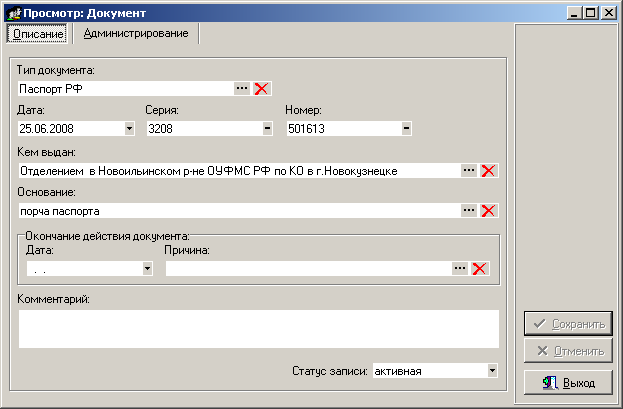 Просмотр: Документ
Описание Администрирование
Тип документа:
Паспорт РФ
Дата: Серия: Номер:
25.06.2008 3208 501613
Кем выдан:
Отделением в Новоильинском р-не ОУФМС РФ по КО в г.Новокузнецке
Основание:
порча паспорта
Окончание действия документа:
Дата: Причина:
. .
Комментарий:
Сохранить
Отменить
Статус записи: активная
Выход